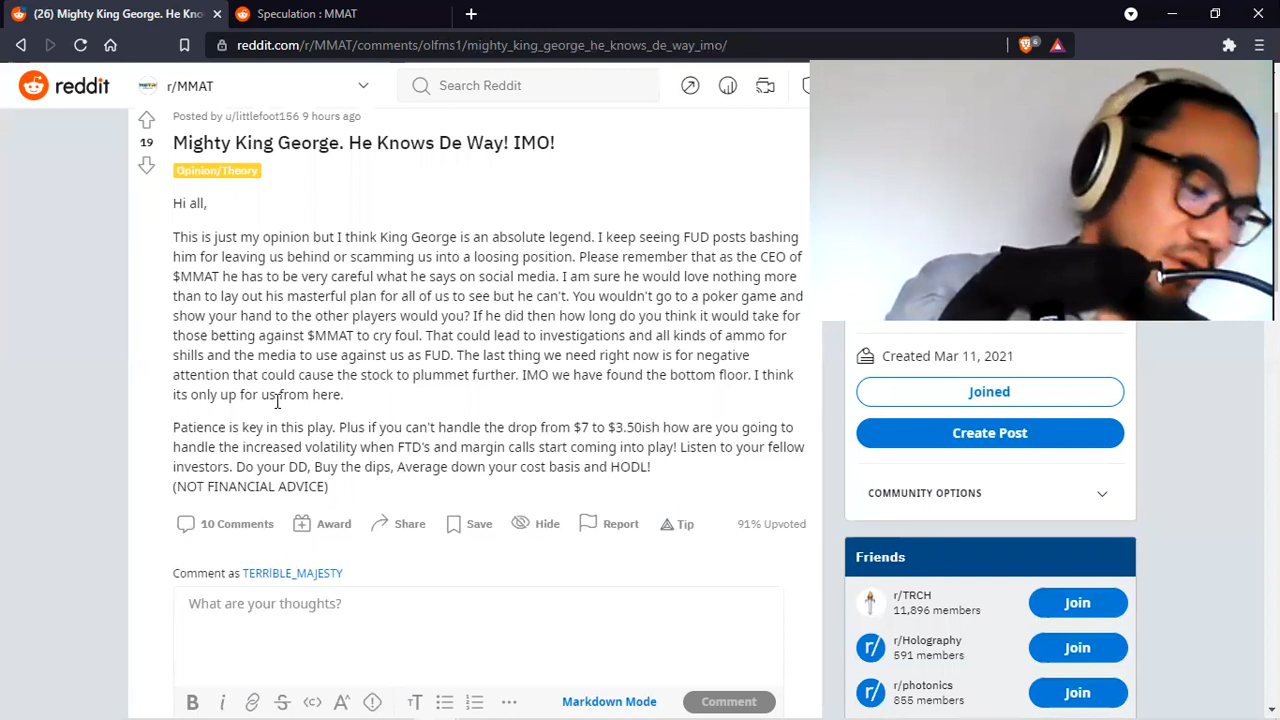 (26) Mighty King George. He Kno
Speculation : MMAT
reddit.com/r/MMAT/comments/olfms1/mighty_king_george_he_knows_de_way_imo/
6
reddit
r/MMAT
Search Reddit
Posted by u/littlefoot156 9 hours ago
19
Mighty King George. He Knows De Way! IMO!
Opinion/Theory
Hi all,
This is just my opinion but I think King George is an absolute legend. I keep seeing FUD posts bashing
him for leaving us behind or scamming us into a loosing position. Please remember that as the CEO of
$MMAT he has to be very careful what he says on social media. I am sure he would love nothing more
than to lay out his masterful plan for all of us to see but he can't. You wouldn't go to a poker game and
show your hand to the other players would you? If he did then how long do you think it would take for
those betting against $MMAT to cry foul. That could lead to investigations and all kinds of ammo for
shills and the media to use against us as FUD. The last thing we need right now is for negative
attention that could cause the stock to plummet further. IMO we have found the bottom floor. I think
its only up for us from here.
Patience is key in this play. Plus if you can't handle the drop from $7 to $3.50ish how are you going to
handle the increased volatility when FTD's and margin calls start coming into play! Listen to your fellow
investors. Do your DD, Buy the dips, Average down your cost basis and HODL!
(NOT FINANCIAL ADVICE)
10 Comments
Award
Share
Save
Hide
Report
Tip
91% Upvoted
Comment as TERRIBLE_MAJESTY
What are your thoughts?
Markdown Mode
Comment
Created Mar 11, 2021
Joined
Create Post
COMMUNITY OPTIONS
Friends
r/TRCH
11,896 members
Join
r/Holography
591 members
Join
r/photonics
855 members
Join